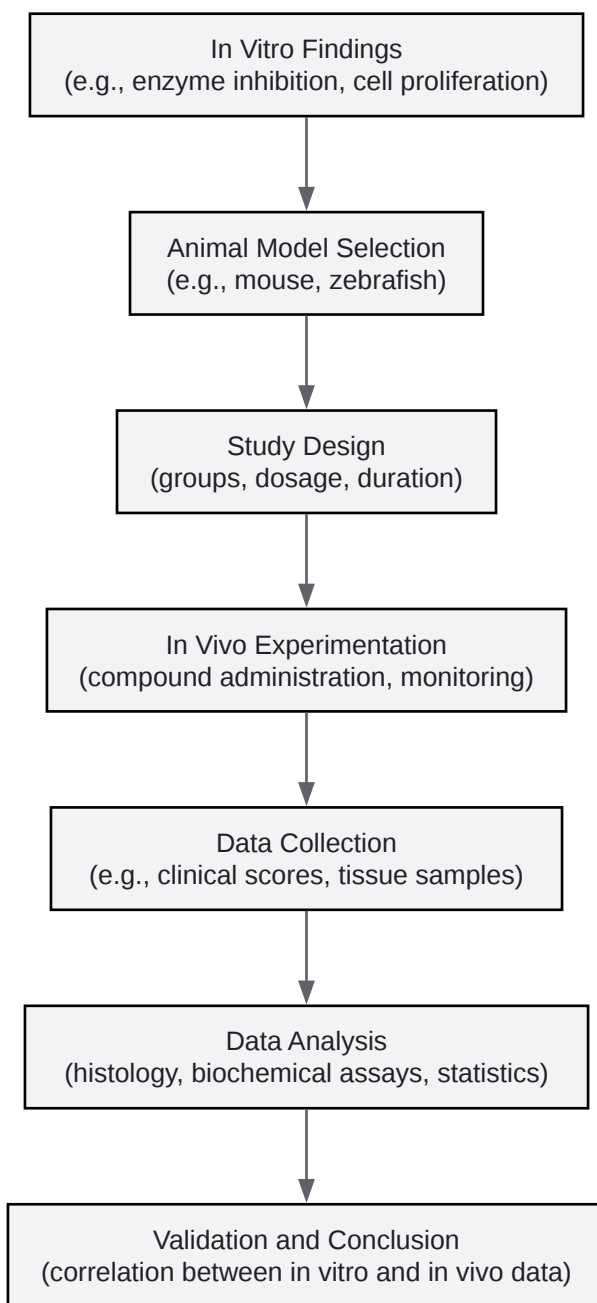 In Vitro Findings
(e.g., enzyme inhibition, cell proliferation)
Animal Model Selection
(e.g., mouse, zebrafish)
Study Design
(groups, dosage, duration)
In Vivo Experimentation
(compound administration, monitoring)
Data Collection
(e.g., clinical scores, tissue samples)
Data Analysis
(histology, biochemical assays, statistics)
Validation and Conclusion
(correlation between in vitro and in vivo data)